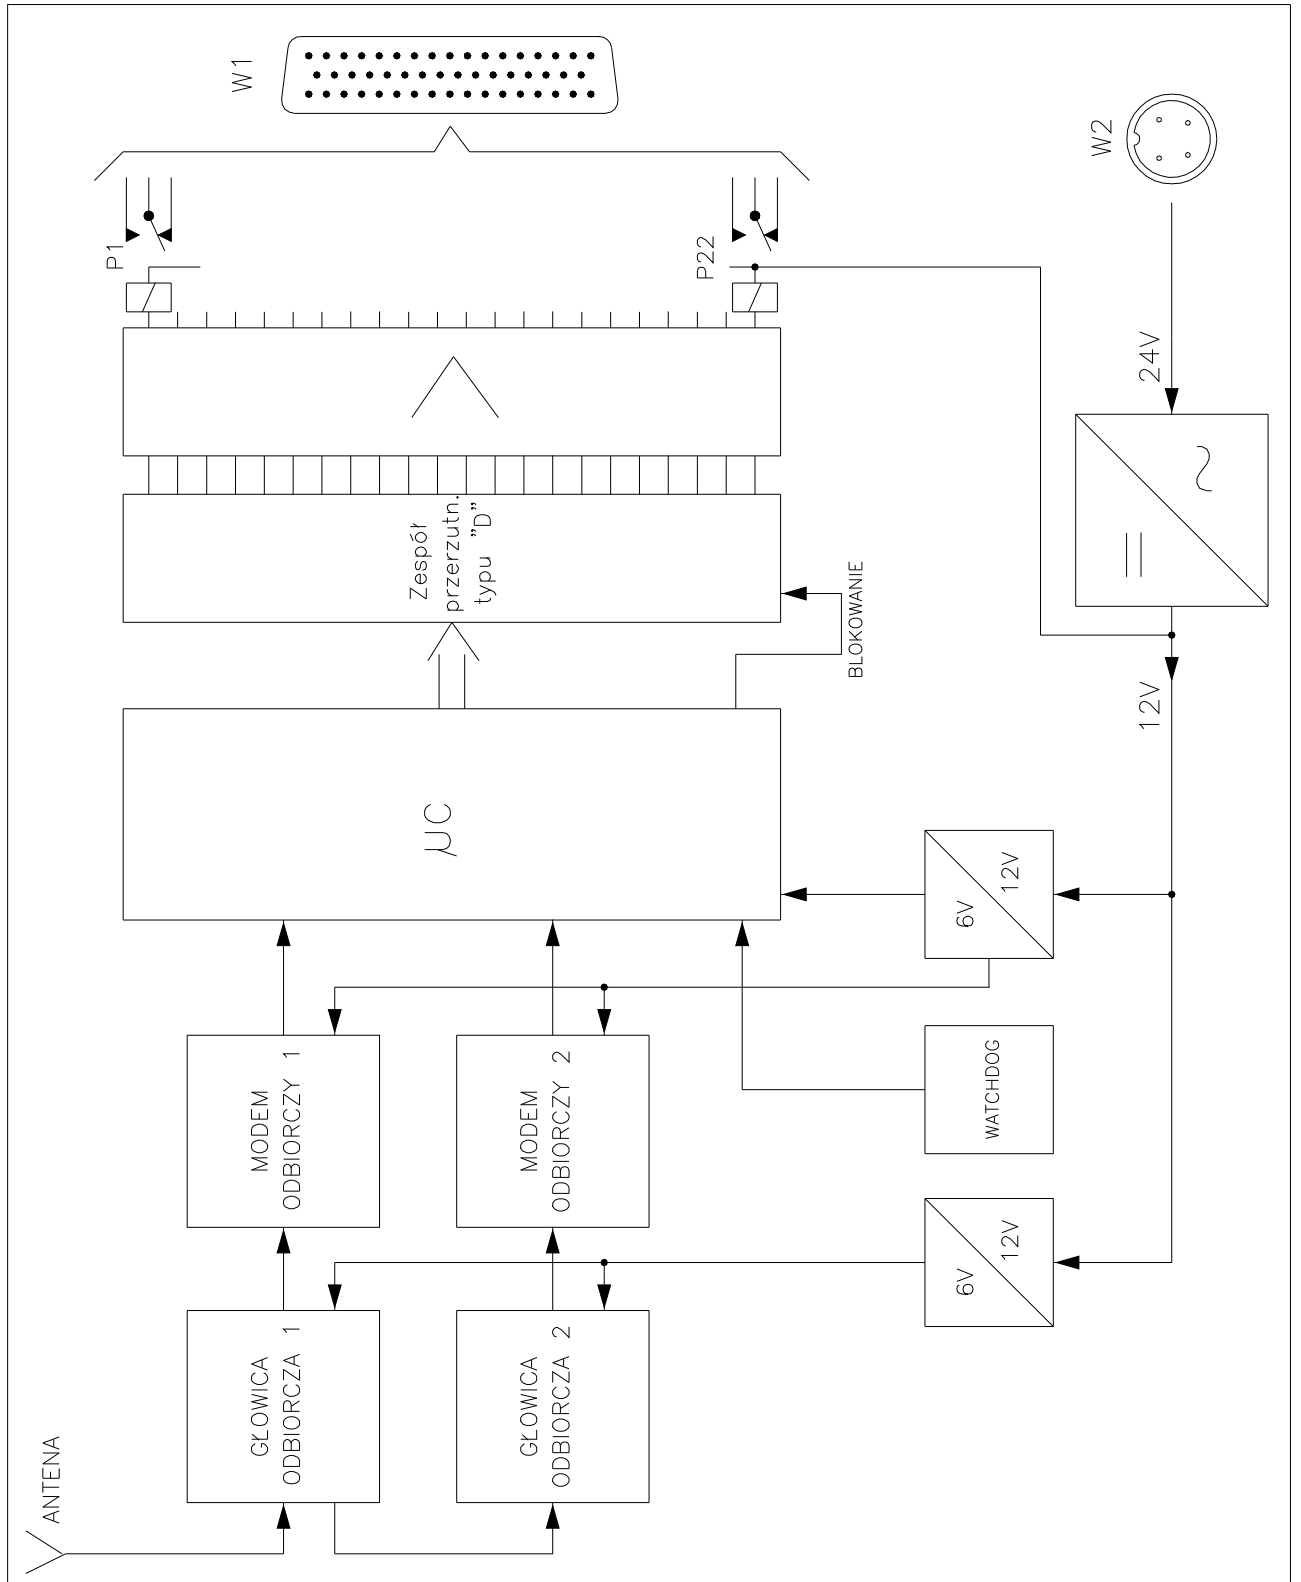 ANTENA
GŁOWICA
ODBIORCZA 1
MODEM
ODBIORCZY 1
GŁOWICA
ODBIORCZA 2
MODEM
ODBIORCZY 2
µC
Zespół
przerzutn.
typu "D"
BLOKOWANIE
P1
P22
W1
W2
24V
12V
6V
12V
WATCHDOG
6V
12V